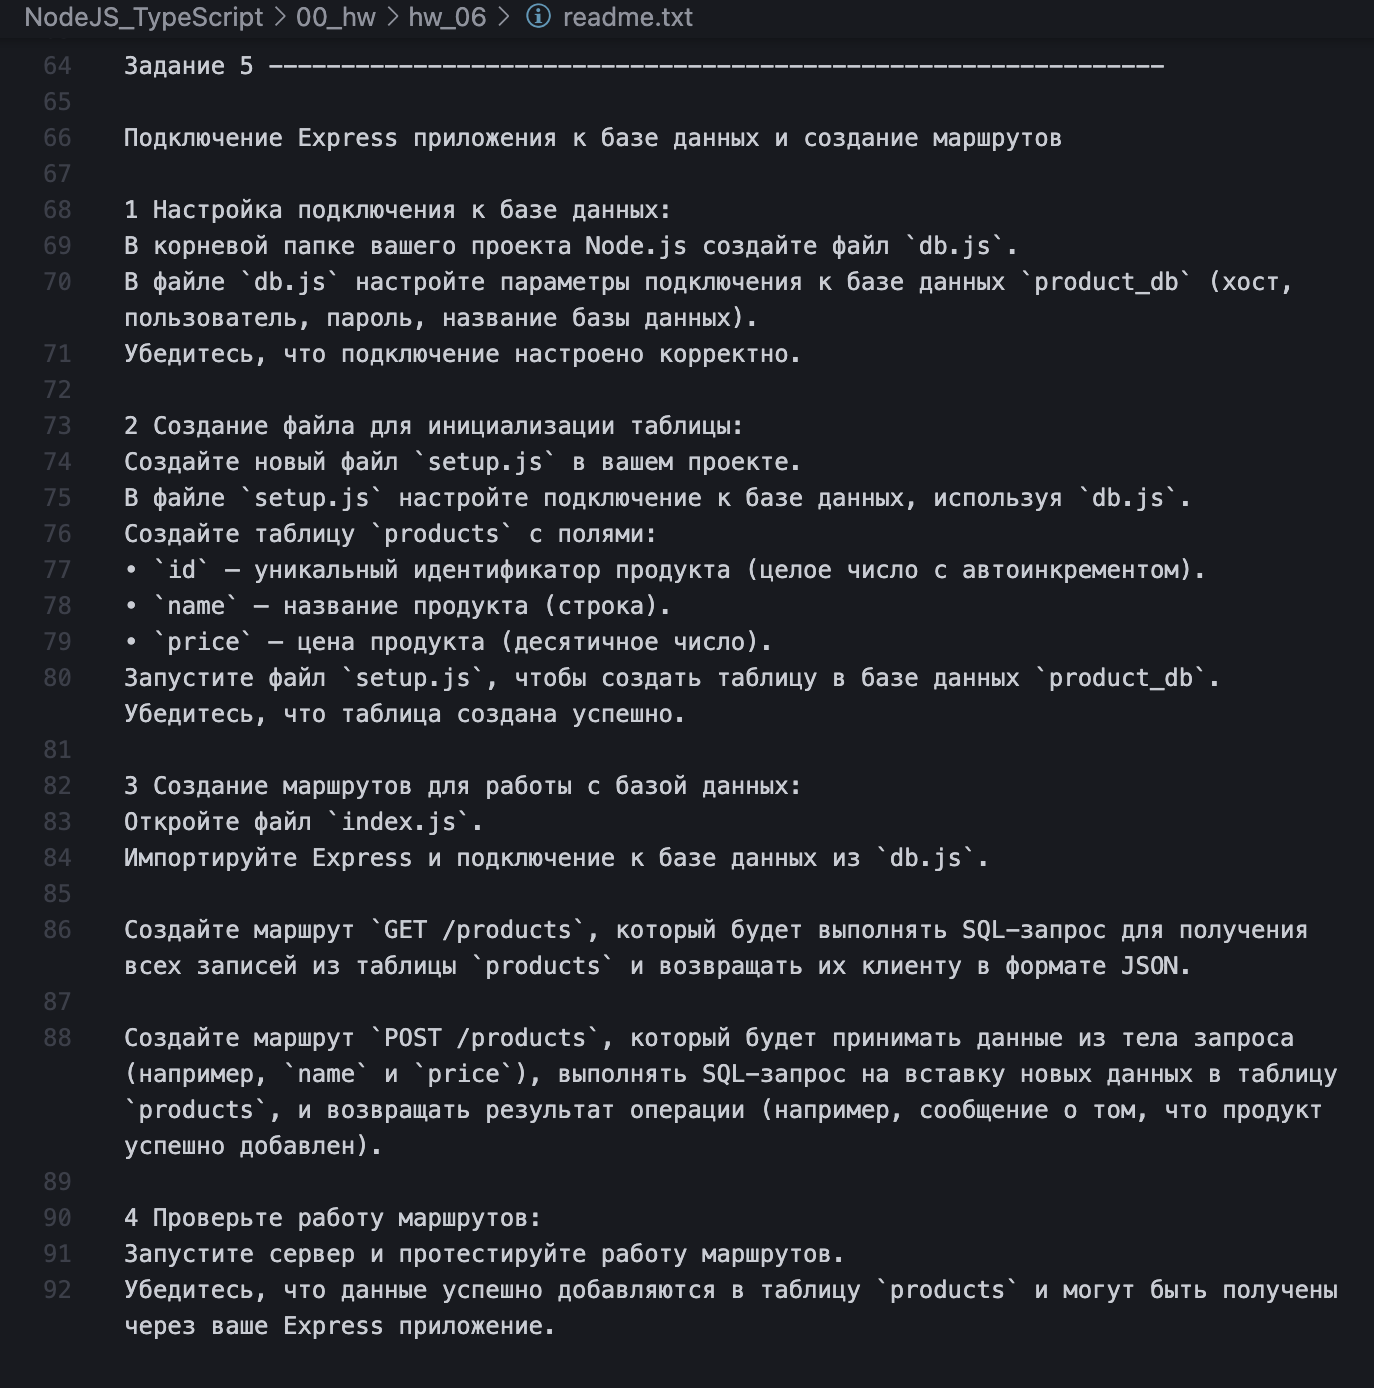 NodeJS_TypeScript > 00_hw > hw_06 > readme.txt
64 Задание 5 --------------------------------------------------------------
65
66 Подключение Express приложения к базе данных и создание маршрутов
67
68 1 Настройка подключения к базе данных:
69 В корневой папке вашего проекта Node.js создайте файл `db.js`.
70 В файле `db.js` настройте параметры подключения к базе данных `product_db` (хост,
пользователь, пароль, название базы данных).
71 Убедитесь, что подключение настроено корректно.
72
73 2 Создание файла для инициализации таблицы:
74 Создайте новый файл `setup.js` в вашем проекте.
75 В файле `setup.js` настройте подключение к базе данных, используя `db.js`.
76 Создайте таблицу `products` с полями:
77 • `id` — уникальный идентификатор продукта (целое число с автоинкрементом).
78 • `name` — название продукта (строка).
79 • `price` — цена продукта (десятичное число).
80 Запустите файл `setup.js`, чтобы создать таблицу в базе данных `product_db`.
Убедитесь, что таблица создана успешно.
81
82 3 Создание маршрутов для работы с базой данных:
83 Откройте файл `index.js`.
84 Импортируйте Express и подключение к базе данных из `db.js`.
85
86 Создайте маршрут `GET /products`, который будет выполнять SQL-запрос для получения
всех записей из таблицы `products` и возвращать их клиенту в формате JSON.
87
88 Создайте маршрут `POST /products`, который будет принимать данные из тела запроса
(например, `name` и `price`), выполнять SQL-запрос на вставку новых данных в таблицу
`products`, и возвращать результат операции (например, сообщение о том, что продукт
успешно добавлен).
89
90 4 Проверьте работу маршрутов:
91 Запустите сервер и протестируйте работу маршрутов.
92 Убедитесь, что данные успешно добавляются в таблицу `products` и могут быть получены
через ваше Express приложение.